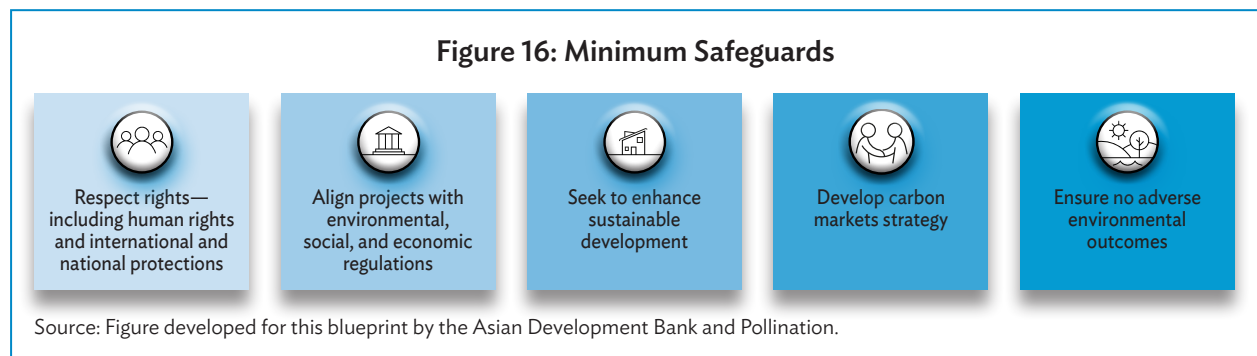 Figure 16: Minimum Safeguards
Respect rights—
including human rights
and international and
national protections
Align projects with
environmental,
social, and economic
regulations
Seek to enhance
sustainable
development
Develop carbon
markets strategy
Ensure no adverse
environmental
outcomes
Source: Figure developed for this blueprint by the Asian Development Bank and Pollination.